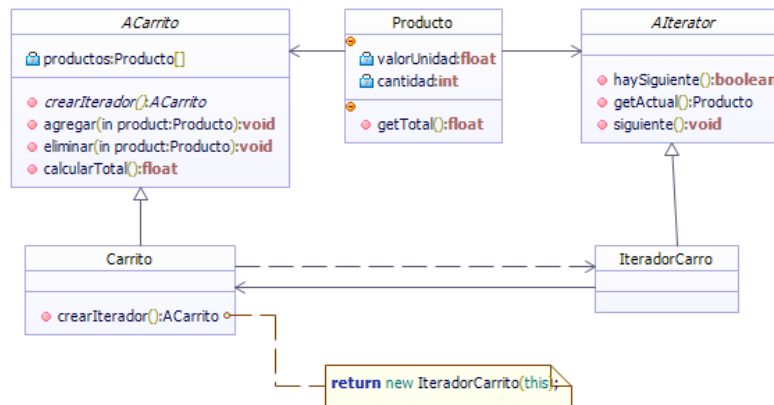 ACarrito
productos:Producto[]
crearIterador():ACarrito
agregar(in product:Producto):void
eliminar(in product:Producto):void
calcularTotal():float
Producto
valorUnidad:float
cantidad:int
getTotal():float
AIterator
haySiguiente():boolean
getActual():Producto
siguiente():void
Carrito
crearIterador():ACarrito
IteradorCarro
return new IteradorCarrito(this);